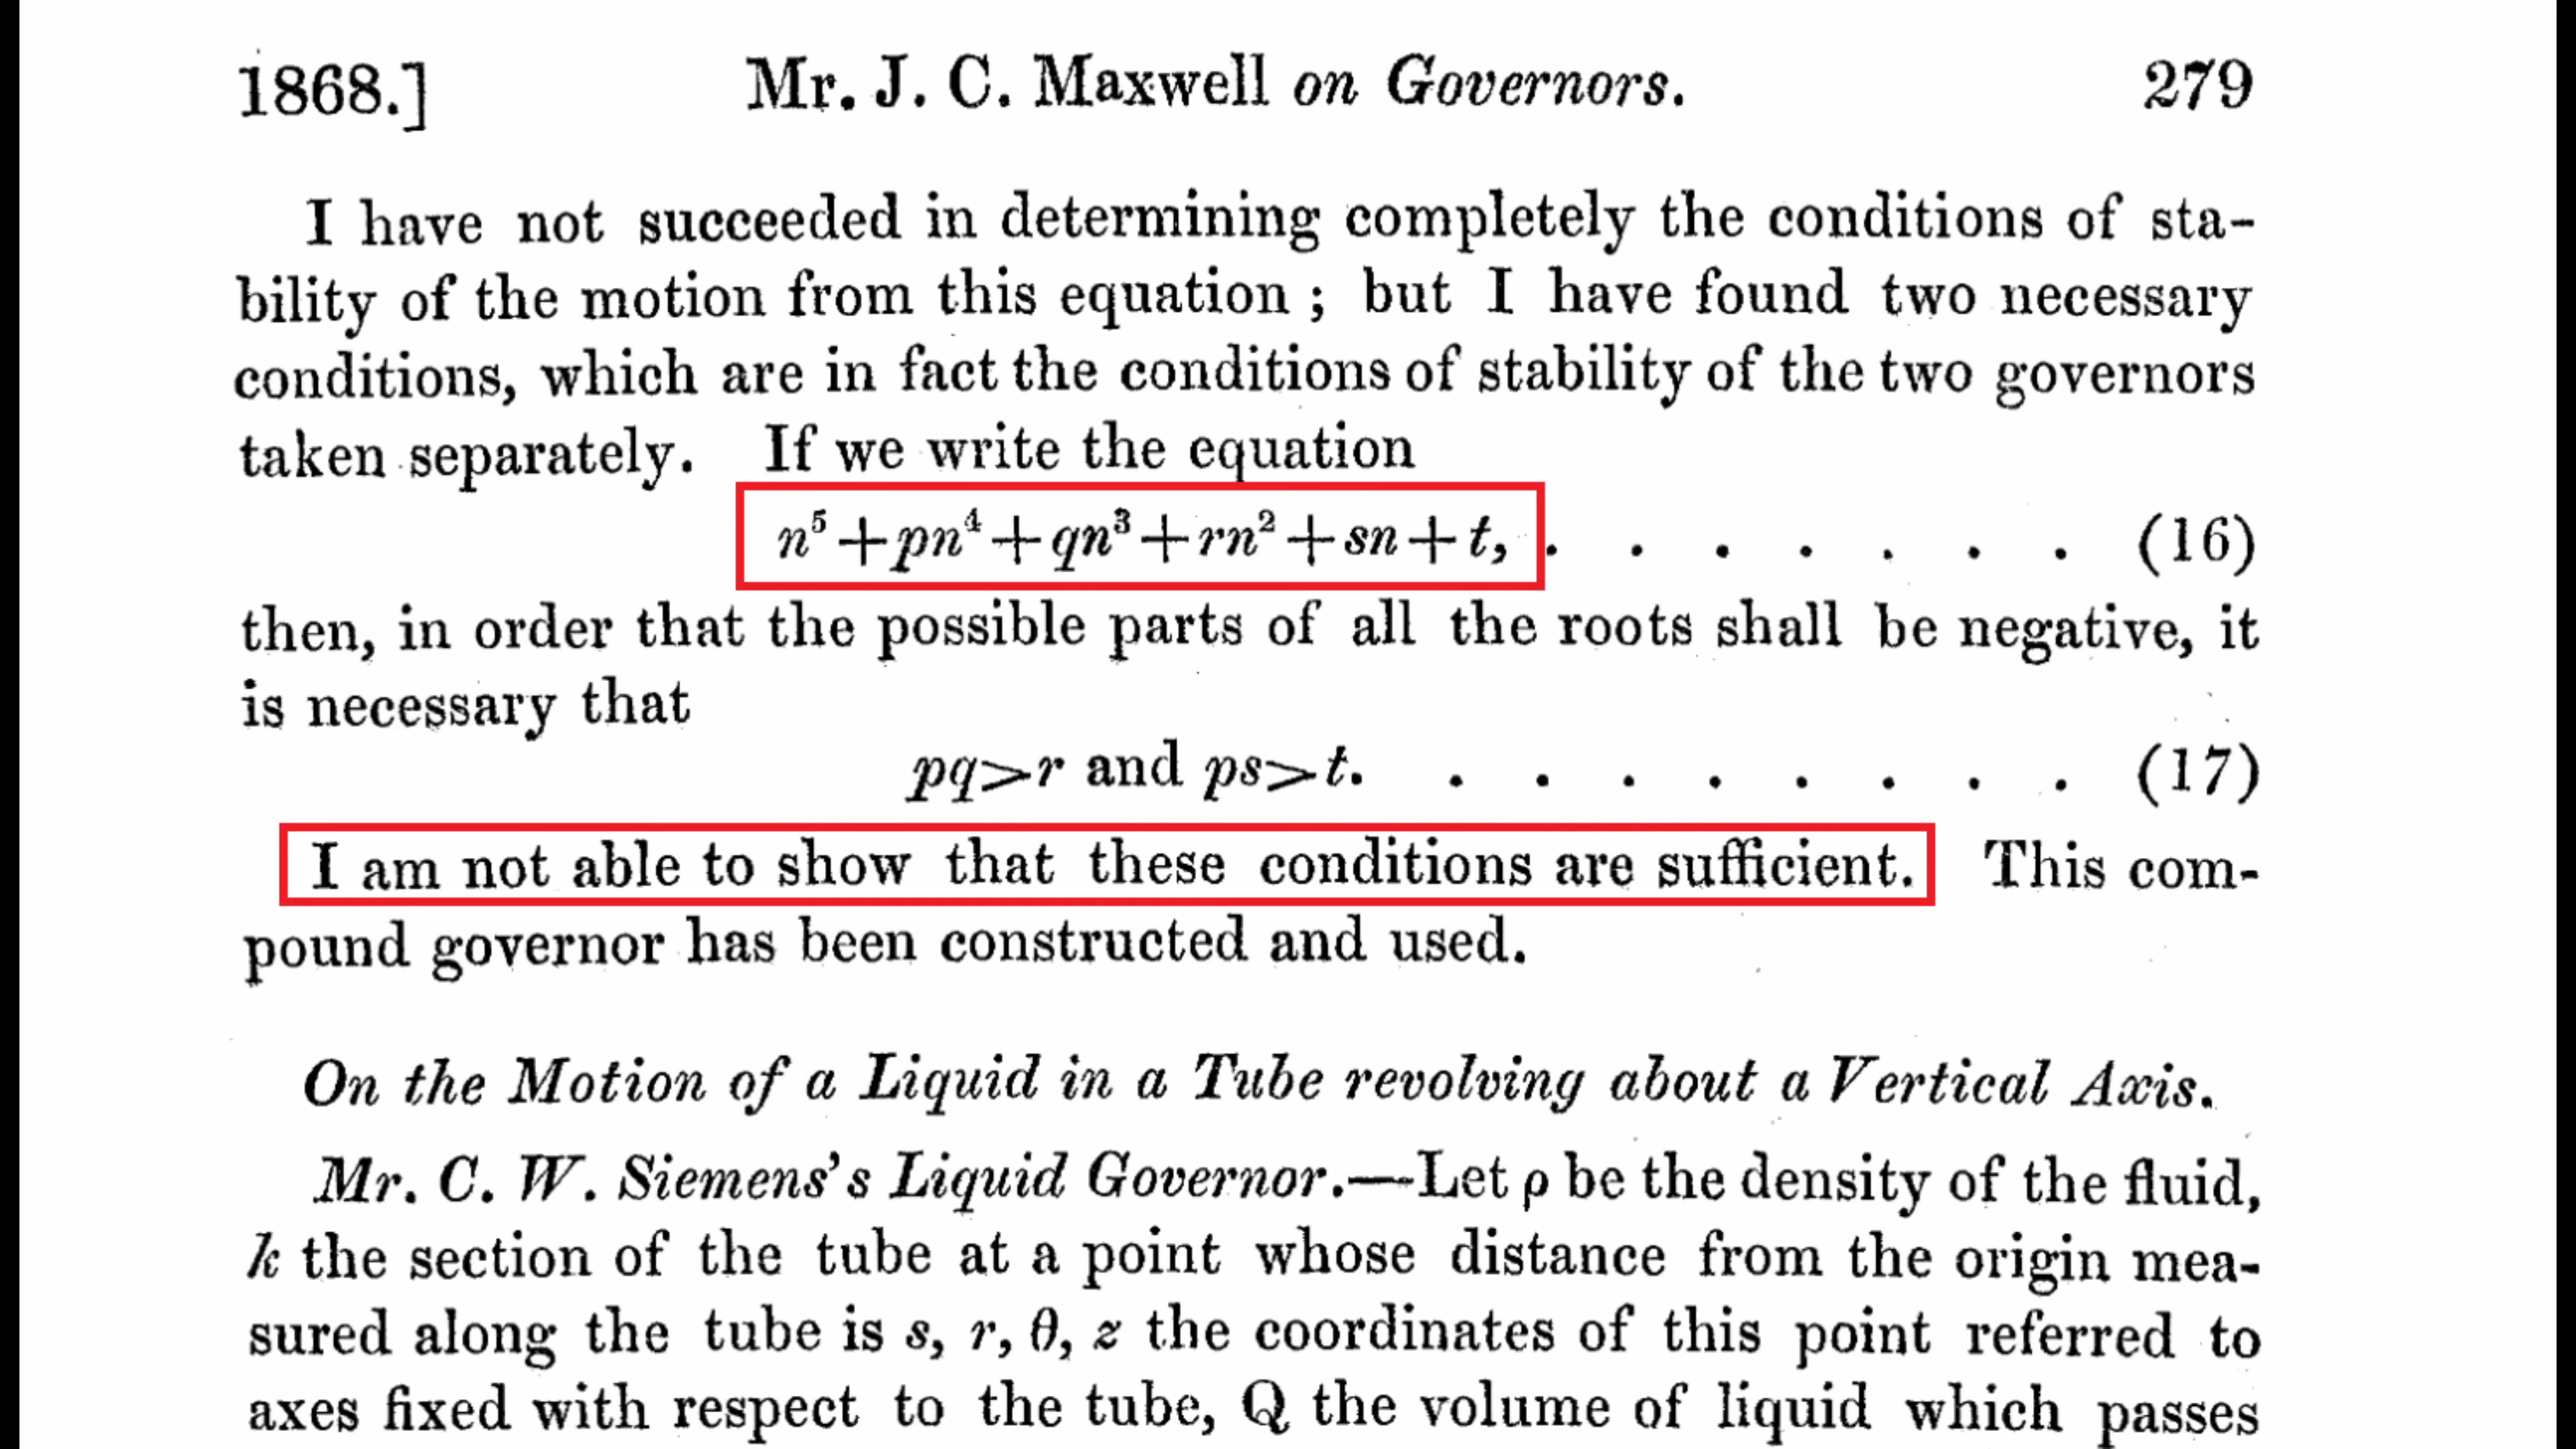 1868.] Mr. J. C. Maxwell on Governors. 279
I have not succeeded in determining completely the conditions of sta-
bility of the motion from this equation ; but I have found two necessary
conditions, which are in fact the conditions of stability of the two governors
taken separately. If we write the equation
n⁵+pn⁴+qn³+rn²+sn+t, . . . . . . . (16)
then, in order that the possible parts of all the roots shall be negative, it
is necessary that
pq>r and ps>t. . . . . . . . . (17)
I am not able to show that these conditions are sufficient. This com-
pound governor has been constructed and used.
On the Motion of a Liquid in a Tube revolving about a Vertical Axis.
Mr. C. W. Siemens's Liquid Governor.—Let ρ be the density of the fluid,
k the section of the tube at a point whose distance from the origin mea-
sured along the tube is s, r, θ, z the coordinates of this point referred to
axes fixed with respect to the tube, Q the volume of liquid which passes